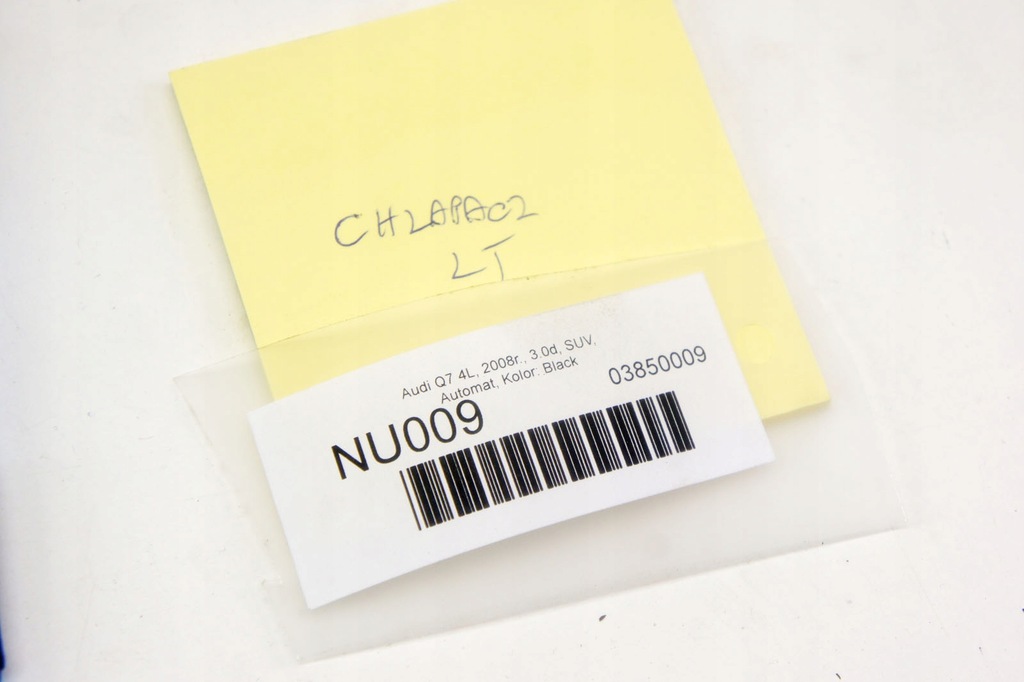 CHLAPACZ
LT
Audi Q7 4L, 2008r., 3.0d, SUV,
Automat, Kolor: Black
03850009
NU009